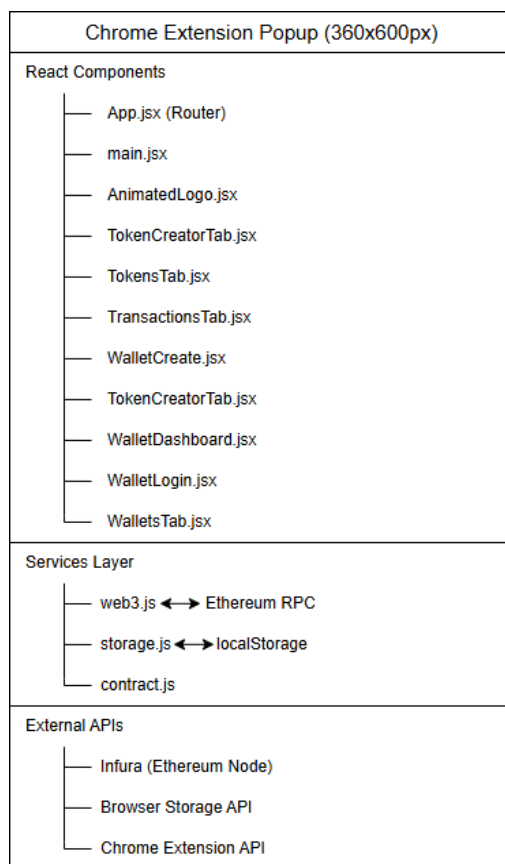 Chrome Extension Popup (360x600px)
React Components
App.jsx (Router)
main.jsx
AnimatedLogo.jsx
TokenCreatorTab.jsx
TokensTab.jsx
TransactionsTab.jsx
WalletCreate.jsx
TokenCreatorTab.jsx
WalletDashboard.jsx
WalletLogin.jsx
WalletsTab.jsx
Services Layer
web3.js Ethereum RPC
storage.js localStorage
contract.js
External APIs
Infura (Ethereum Node)
Browser Storage API
Chrome Extension API